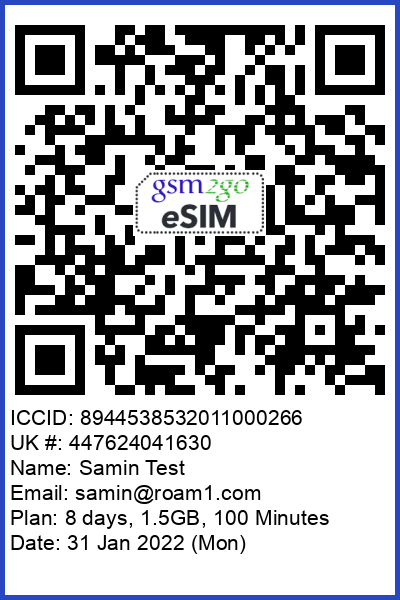 gsm2go
eSIM
ICCID: 8944538532011000266
UK #: 447624041630
Name: Samin Test
Email: samin@roam1.com
Plan: 8 days, 1.5GB, 100 Minutes
Date: 31 Jan 2022 (Mon)